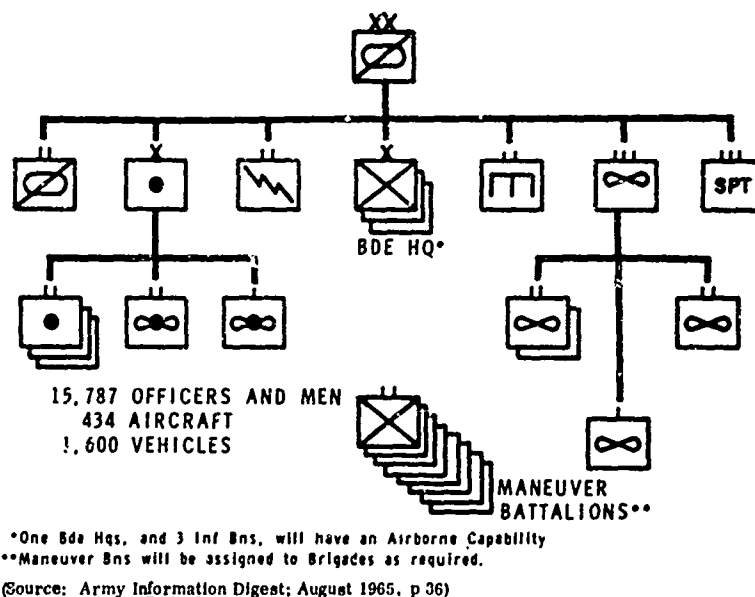 XX
X
X
SPT
BDE HQ*
15,787 OFFICERS AND MEN
434 AIRCRAFT
1,600 VEHICLES
MANEUVER
BATTALIONS**
*One Bde Hqs, and 3 Inf Bns, will have an Airborne Capability
**Maneuver Bns will be assigned to Brigades as required.
(Source: Army Information Digest; August 1965, p 36)